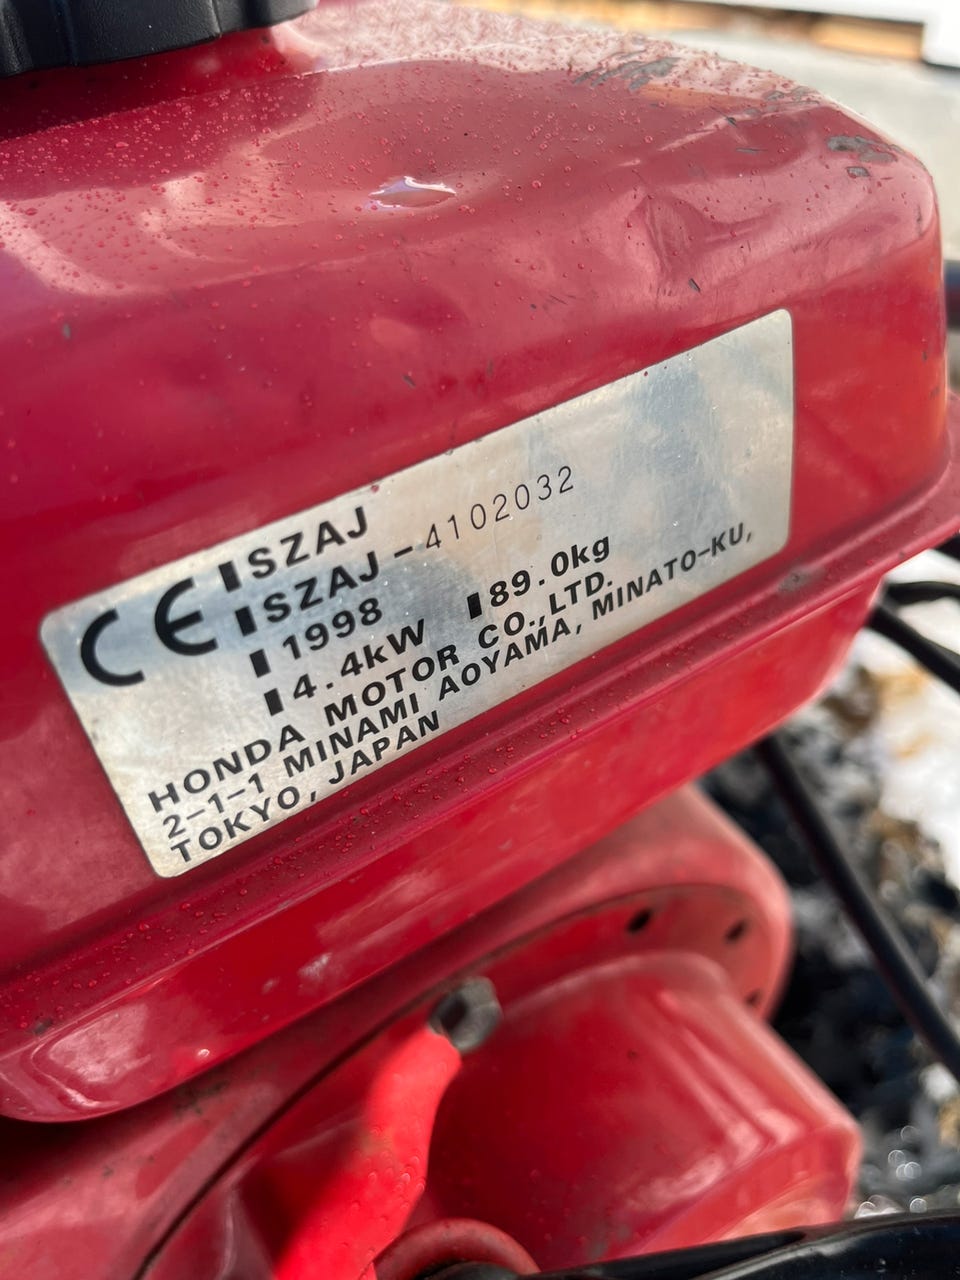 CE ▮SZAJ
▮SZAJ-4102032
▮1998
▮4.4kW ▮89.0kg
HONDA MOTOR CO.,LTD.
2-1-1 MINAMI AOYAMA, MINATO-KU,
TOKYO, JAPAN